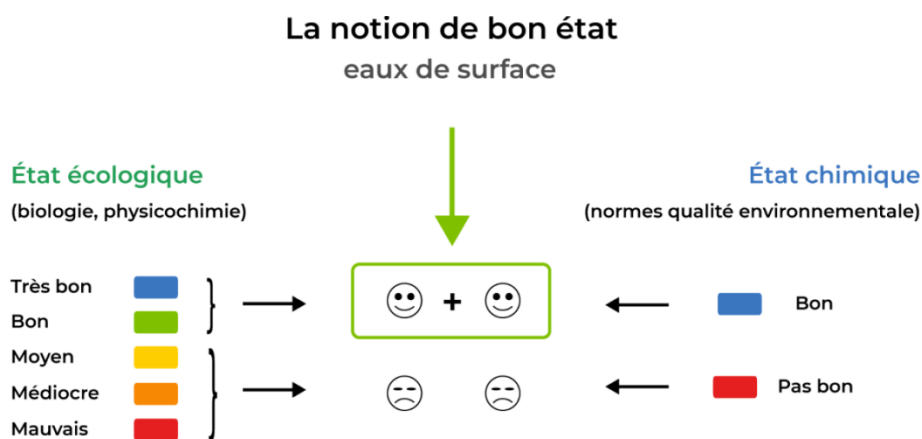 La notion de bon état
eaux de surface
État écologique
(biologie, physicochimie)
État chimique
(normes qualité environnementale)
Très bon
Bon
Moyen
Médiocre
Mauvais
+
Bon
Pas bon